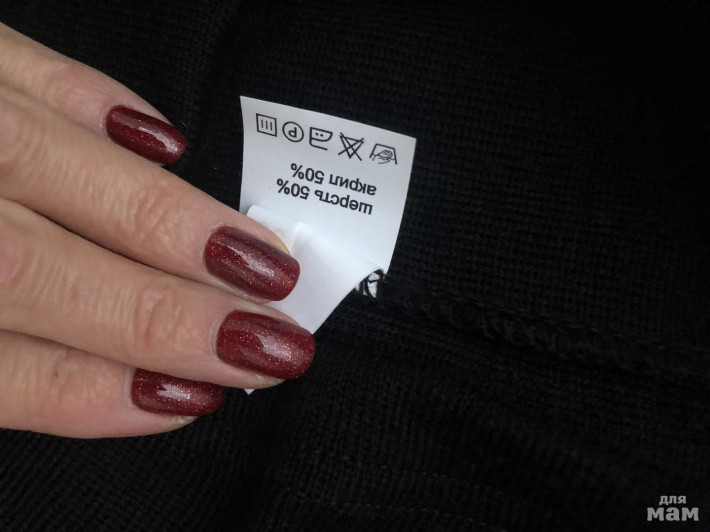 шерсть 50%
акрил 50%
P
для
мам